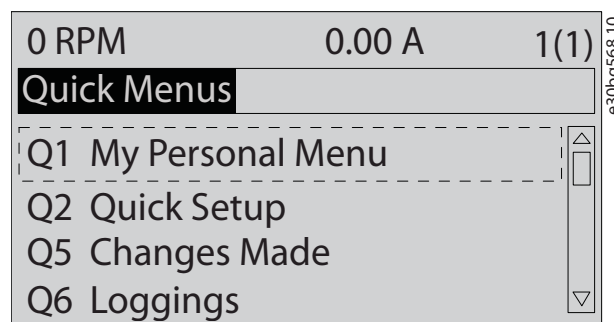 0 RPM 0.00 A 1(1)
Quick Menus
Q1 My Personal Menu
Q2 Quick Setup
Q5 Changes Made
Q6 Loggings
e30bg568.10